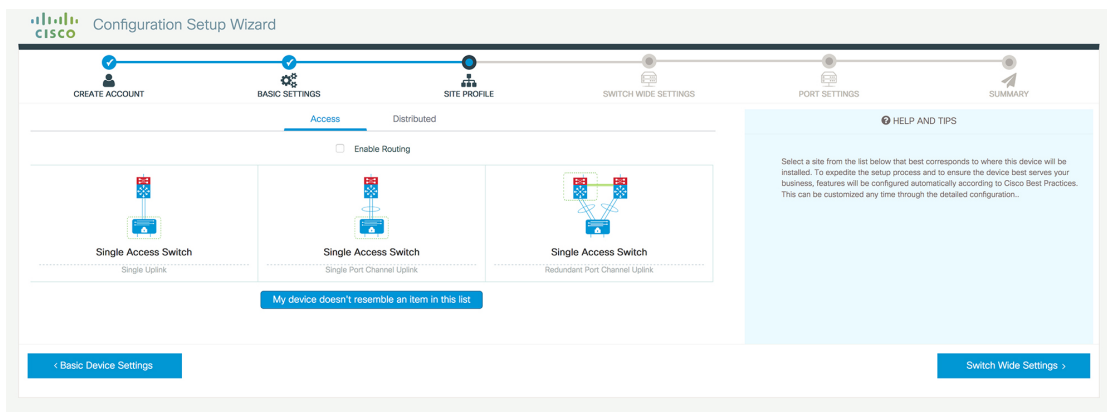 CISCO
Configuration Setup Wizard
CREATE ACCOUNT
BASIC SETTINGS
SITE PROFILE
SWITCH WIDE SETTINGS
PORT SETTINGS
SUMMARY
Access
Distributed
Enable Routing
Single Access Switch
Single Uplink
Single Access Switch
Single Port Channel Uplink
Single Access Switch
Redundant Port Channel Uplink
My device doesn't resemble an item in this list
HELP AND TIPS
Select a site from the list below that best corresponds to where this device will be
installed. To expedite the setup process and to ensure the device best serves your
business, features will be configured automatically according to Cisco Best Practices.
This can be customized any time through the detailed configuration..
< Basic Device Settings
Switch Wide Settings >